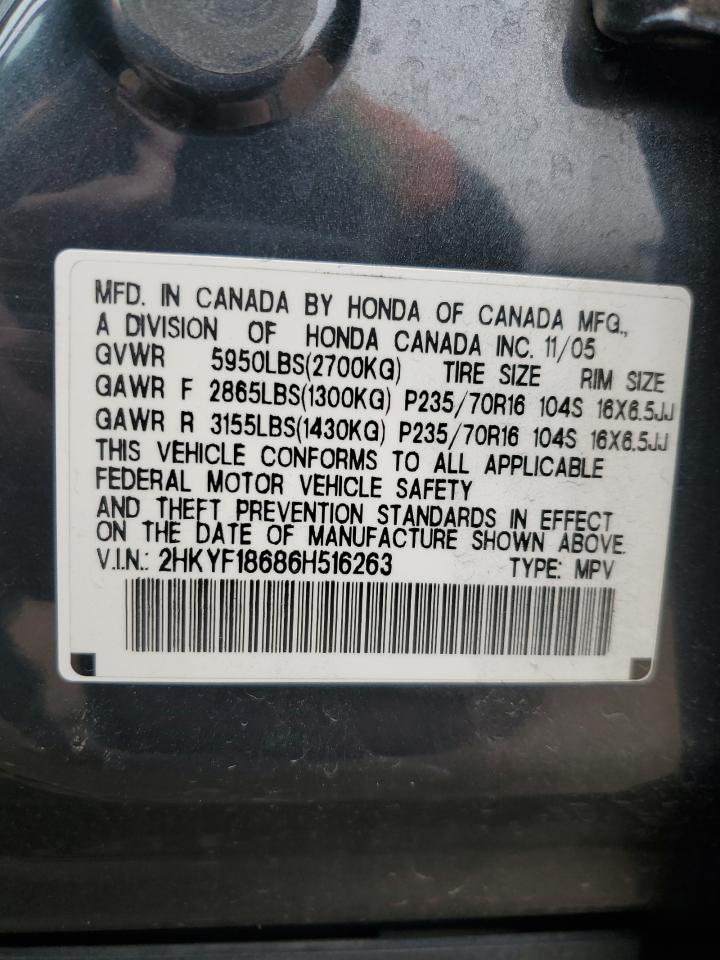 MFD. IN CANADA BY HONDA OF CANADA MFG.,
A DIVISION OF HONDA CANADA INC. 11/05
GVWR 5950LBS(2700KG) TIRE SIZE RIM SIZE
GAWR F 2865LBS(1300KG) P235/70R16 104S 16X6.5JJ
GAWR R 3155LBS(1430KG) P235/70R16 104S 16X6.5JJ
THIS VEHICLE CONFORMS TO ALL APPLICABLE
FEDERAL MOTOR VEHICLE SAFETY
AND THEFT PREVENTION STANDARDS IN EFFECT
ON THE DATE OF MANUFACTURE SHOWN ABOVE.
V.I.N.: 2HKYF18686H516263 TYPE: MPV